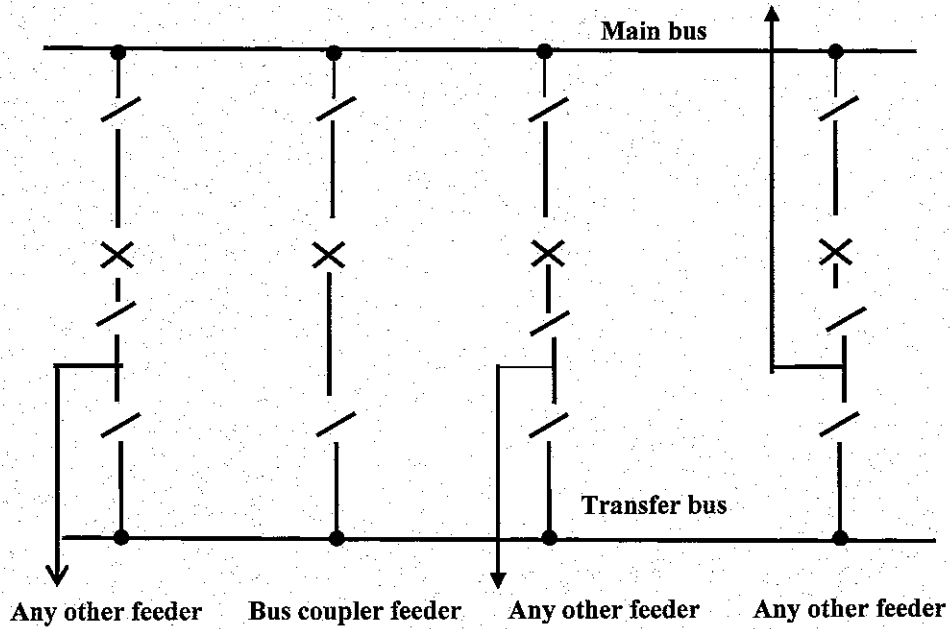 Main bus
Transfer bus
Any other feeder
Bus coupler feeder
Any other feeder
Any other feeder